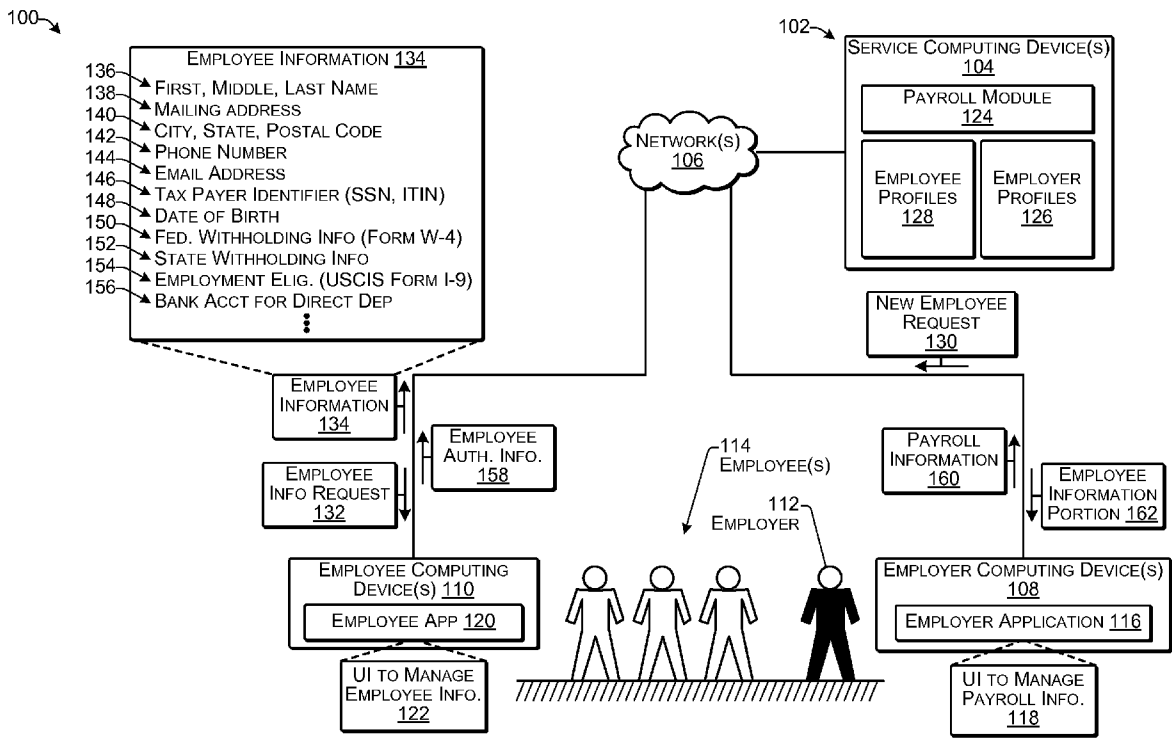 100
EMPLOYEE INFORMATION 134
136
FIRST, MIDDLE, LAST NAME
138
MAILING ADDRESS
140
CITY, STATE, POSTAL CODE
142
PHONE NUMBER
144
EMAIL ADDRESS
146
TAX PAYER IDENTIFIER (SSN, ITIN)
148
DATE OF BIRTH
150
FED. WITHHOLDING INFO (FORM W-4)
152
STATE WITHHOLDING INFO
154
EMPLOYMENT ELIG. (USCIS FORM I-9)
156
BANK ACCT FOR DIRECT DEP
102
SERVICE COMPUTING DEVICE(S)
104
PAYROLL MODULE
124
EMPLOYEE
PROFILES
128
EMPLOYER
PROFILES
126
NETWORK(S)
106
NEW EMPLOYEE
REQUEST
130
EMPLOYEE
INFORMATION
134
EMPLOYEE
AUTH. INFO.
158
EMPLOYEE
INFO REQUEST
132
114
EMPLOYEE(S)
112
EMPLOYER
PAYROLL
INFORMATION
160
EMPLOYEE
INFORMATION
PORTION 162
EMPLOYEE COMPUTING
DEVICE(S) 110
EMPLOYEE APP 120
UI TO MANAGE
EMPLOYEE INFO.
122
EMPLOYER COMPUTING DEVICE(S)
108
EMPLOYER APPLICATION 116
UI TO MANAGE
PAYROLL INFO.
118